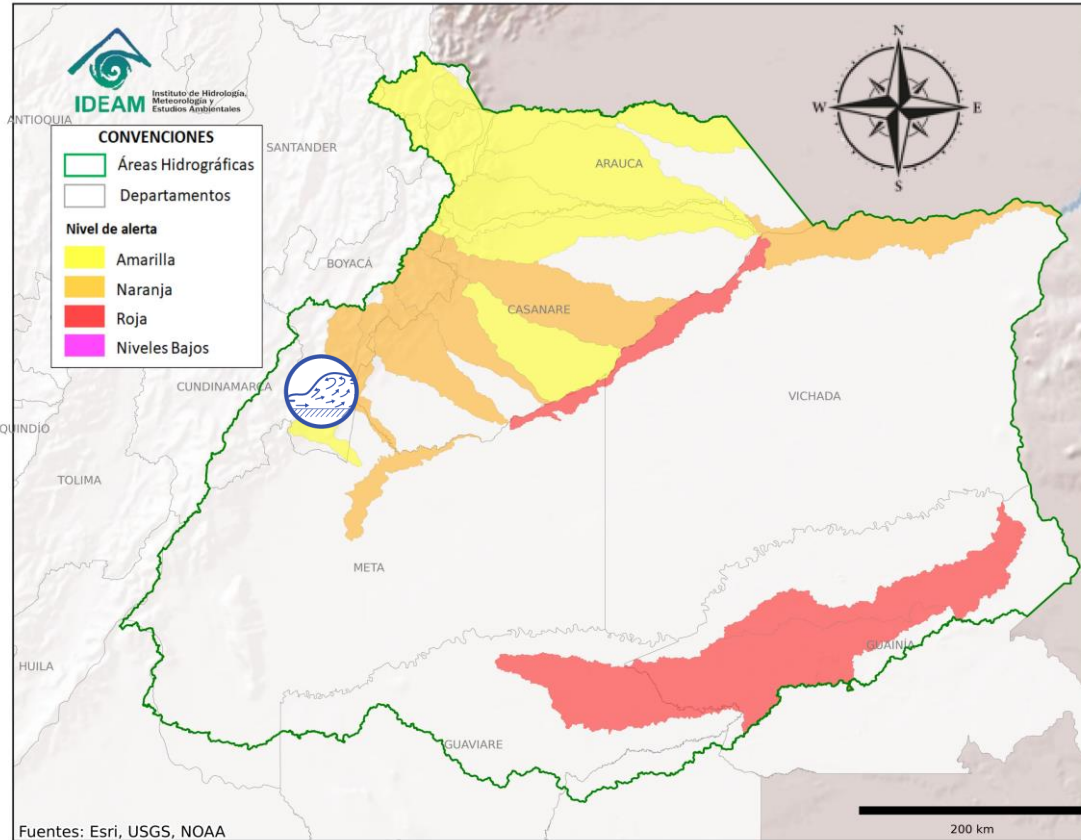 IDEAM
Instituto de Hidrología,
Meteorología y
Estudios Ambientales
CONVENCIONES
Áreas Hidrográficas
Departamentos
Nivel de alerta
Amarilla
Naranja
Roja
Niveles Bajos
N
W
E
S
ANTIOQUIA
SANTANDER
ARAUCA
BOYACÁ
CASANARE
CUNDINAMARCA
VICHADA
QUINDÍO
TOLIMA
META
HUILA
GUAINÍA
GUAVIARE
Fuentes: Esri, USGS, NOAA
200 km